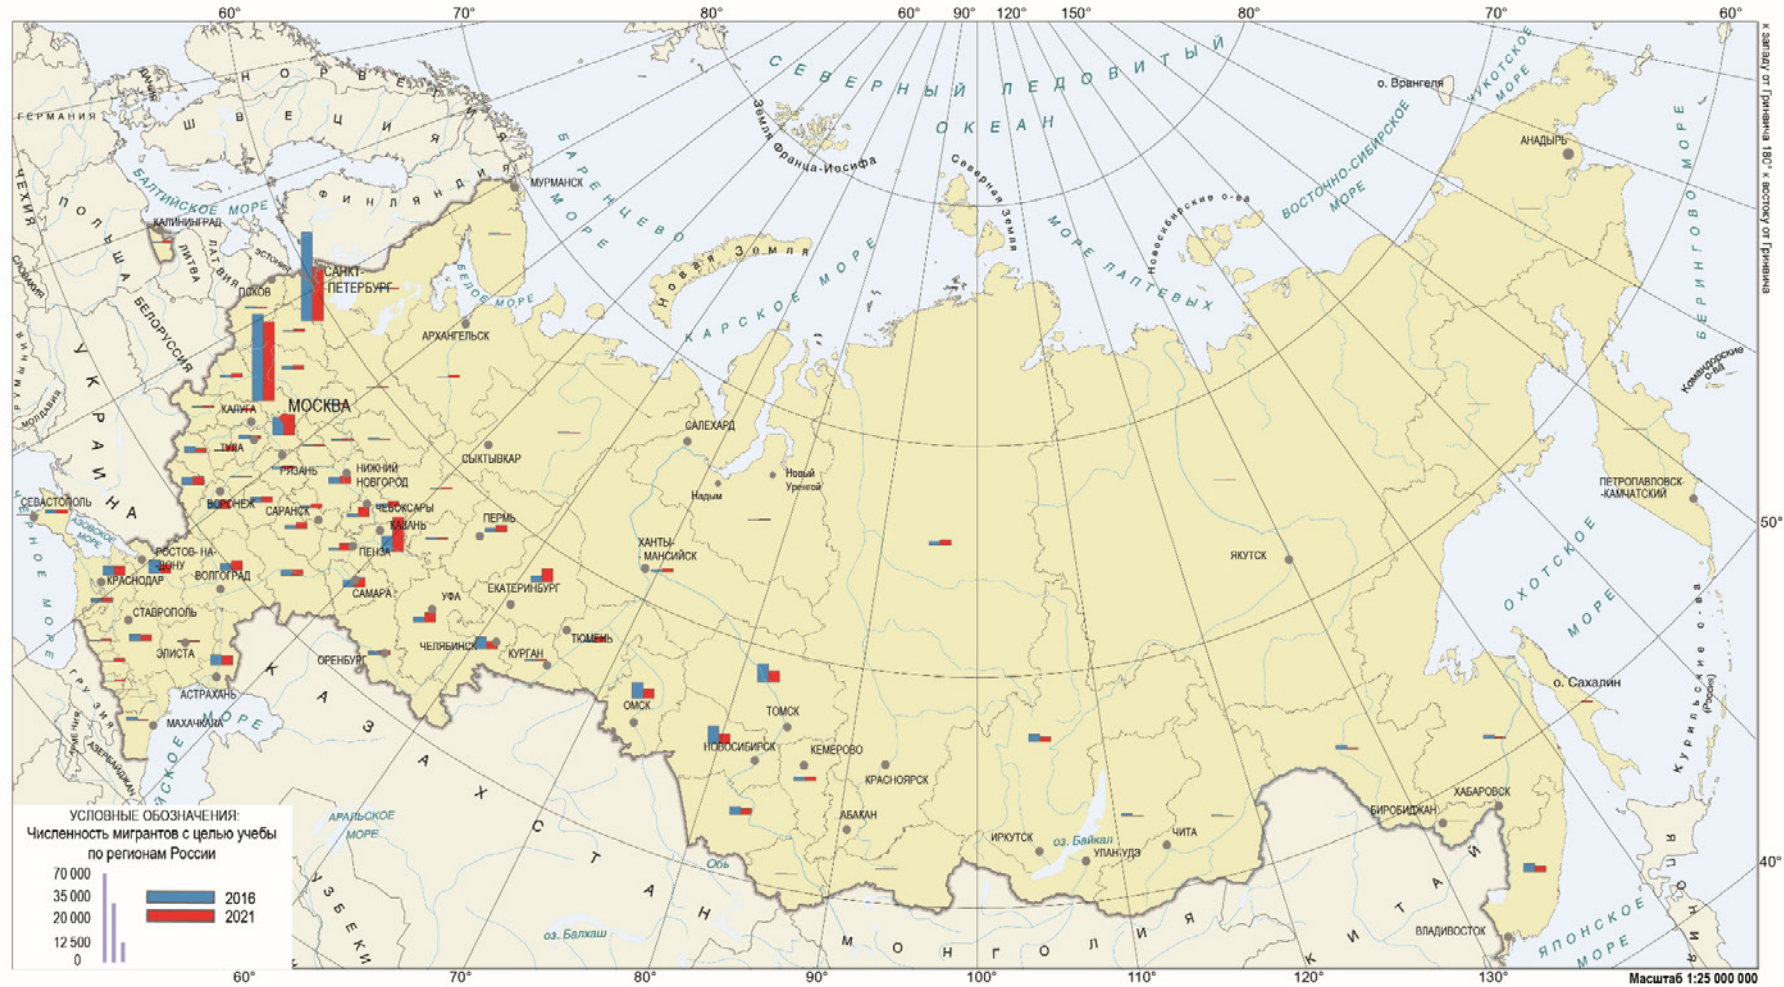 60° 70° 80° 60° 90° 120° 150° 80° 70° 60°
к западу от Гринвича 180° к востоку от Гринвича
СЕВЕРНЫЙ ЛЕДОВИТЫЙ
ОКЕАН
НОРВЕГИЯ
ДАНИЯ
ГЕРМАНИЯ
ШВЕЦИЯ
ФИНЛЯНДИЯ
ЧЕХИЯ
ПОЛЬША
БАЛТИЙСКОЕ МОРЕ
КАЛИНИНГРАД
ЛИТВА
ЛАТВИЯ
ЭСТОНИЯ
СЛОВАКИЯ
БЕЛОРУССИЯ
РУМЫНИЯ
МОЛДАВИЯ
УКРАИНА
МУРМАНСК
БАРЕНЦЕВО
МОРЕ
Земля Франца-Иосифа
Северная Земля
Новая Земля
КАРСКОЕ МОРЕ
МОРЕ ЛАПТЕВЫХ
Новосибирские о-ва
ВОСТОЧНО-СИБИРСКОЕ
МОРЕ
о. Врангеля
ЧУКОТСКОЕ
МОРЕ
АНАДЫРЬ
БЕРИНГОВО МОРЕ
Командорские
о-ва
САНКТ-
ПЕТЕРБУРГ
ПСКОВ
БЕЛОЕ МОРЕ
АРХАНГЕЛЬСК
КАЛУГА
МОСКВА
ТУЛА
РЯЗАНЬ
НИЖНИЙ
НОВГОРОД
СЫКТЫВКАР
САЛЕХАРД
Надым
Новый
Уренгой
ВОРОНЕЖ
САРАНСК
ЧЕБОКСАРЫ
КАЗАНЬ
ПЕНЗА
ПЕРМЬ
ХАНТЫ-
-МАНСИЙСК
ЯКУТСК
ПЕТРОПАВЛОВСК-
-КАМЧАТСКИЙ
50°
СЕВАСТОПОЛЬ
АЗОВСКОЕ
МОРЕ
ЧЕРНОЕ МОРЕ
РОСТОВ- НА-
-ДОНУ
КРАСНОДАР
ВОЛГОГРАД
СТАВРОПОЛЬ
ЭЛИСТА
АСТРАХАНЬ
МАХАЧКАЛА
САМАРА
УФА
ЕКАТЕРИНБУРГ
ЧЕЛЯБИНСК
КУРГАН
ТЮМЕНЬ
ОРЕНБУРГ
ОМСК
ТОМСК
НОВОСИБИРСК
КЕМЕРОВО
КРАСНОЯРСК
АБАКАН
ИРКУТСК
оз. Байкал
УЛАН-УДЭ
ЧИТА
БИРОБИДЖАН
ХАБАРОВСК
ВЛАДИВОСТОК
ОХОТСКОЕ
МОРЕ
о. Сахалин
Курильские о-ва
(Россия)
ГРУЗИЯ
АРМЕНИЯ
АЗЕРБАЙДЖАН
ЙСКОЕ МОРЕ
КАЗАХСТАН
АРАЛЬСКОЕ
МОРЕ
УЗБЕКИ
оз. Балхаш
Обь
МОНГОЛИЯ
КИТАЙ
ЯПОНИЯ
ЯПОНСКОЕ
МОРЕ
40°
УСЛОВНЫЕ ОБОЗНАЧЕНИЯ:
Численность мигрантов с целью учебы
по регионам России
70 000
35 000
20 000
12 500
0
2016
2021
60° 70° 80° 90° 100° 110° 120° 130°
Масштаб 1:25 000 000